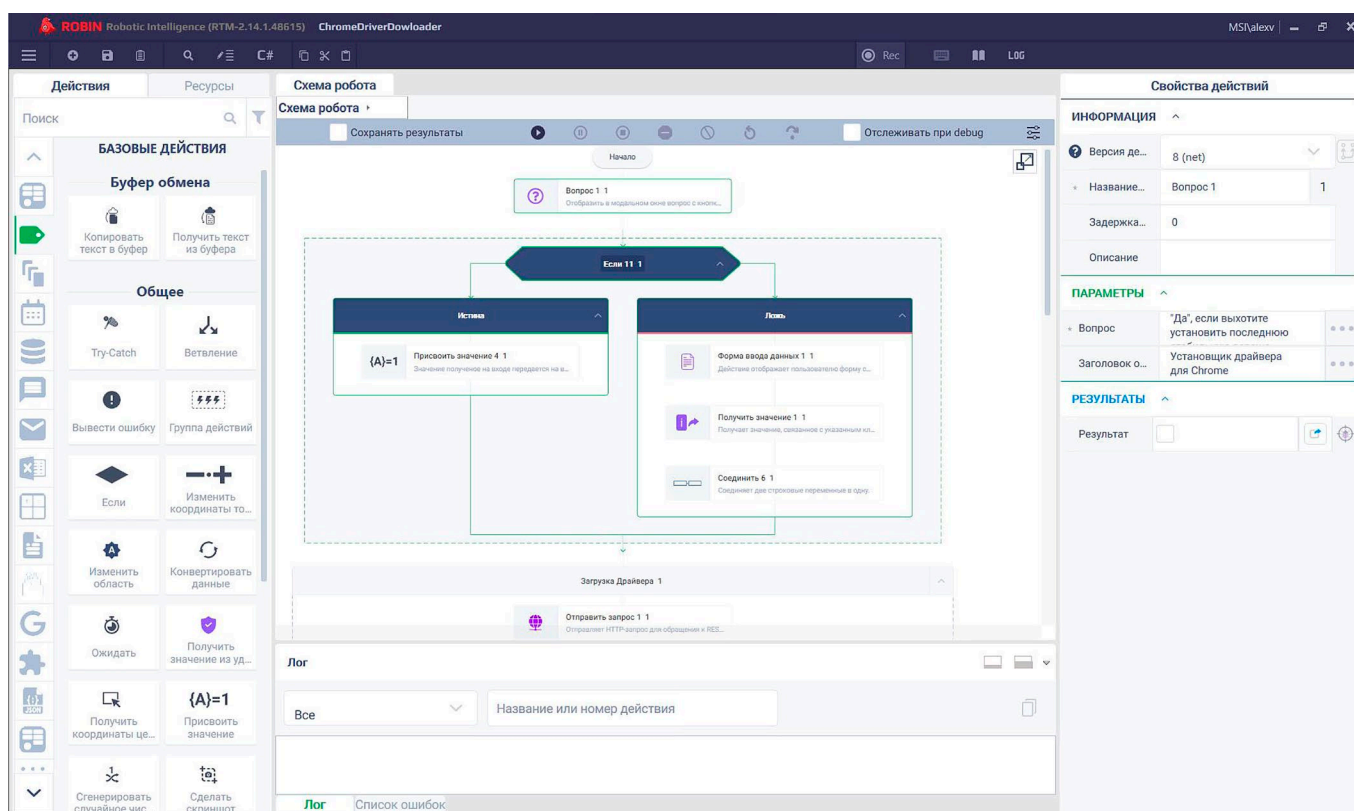 ROBIN Robotic Intelligence (RTM-2.14.1.48615) ChromeDriverDowloader
MSI\alexv
C#
Rec
LOG
Действия Ресурсы
Поиск
БАЗОВЫЕ ДЕЙСТВИЯ
Буфер обмена
Копировать
текст в буфер
Получить текст
из буфера
Общее
Try-Catch
Ветвление
Вывести ошибку
Группа действий
Если
Изменить
координаты то...
Изменить
область
Конвертировать
данные
Ожидать
Получить
значение из уд...
Получить
координаты це...
{A}=1
Присвоить
значение
Сгенерировать
случайное чис...
Сделать
скриншот
JSON
Схема робота
Схема робота
Сохранять результаты
Отслеживать при debug
Начало
Вопрос 1 1
Отобразить в модальном окне вопрос с кнопк...
Если 11 1
Истина
{A}=1
Присвоить значение 4 1
Значение полученое на входе передается на в...
Ложь
Форма ввода данных 1 1
Действие отображает пользователю форму с...
Получить значение 1 1
Получает значение, связанное с указанным кл...
Соединить 6 1
Соединяет две строковые переменные в одну.
Загрузка Драйвера 1
Отправить запрос 1 1
Отправляет HTTP-запрос для обращения к RES...
Лог
Все
Название или номер действия
Лог Список ошибок
Свойства действий
ИНФОРМАЦИЯ
Версия де... 8 (net)
Название... Вопрос 1 1
Задержка... 0
Описание
ПАРАМЕТРЫ
Вопрос
"Да", если выхотите
установить последнюю
Заголовок о...
Установщик драйвера
для Chrome
РЕЗУЛЬТАТЫ
Результат